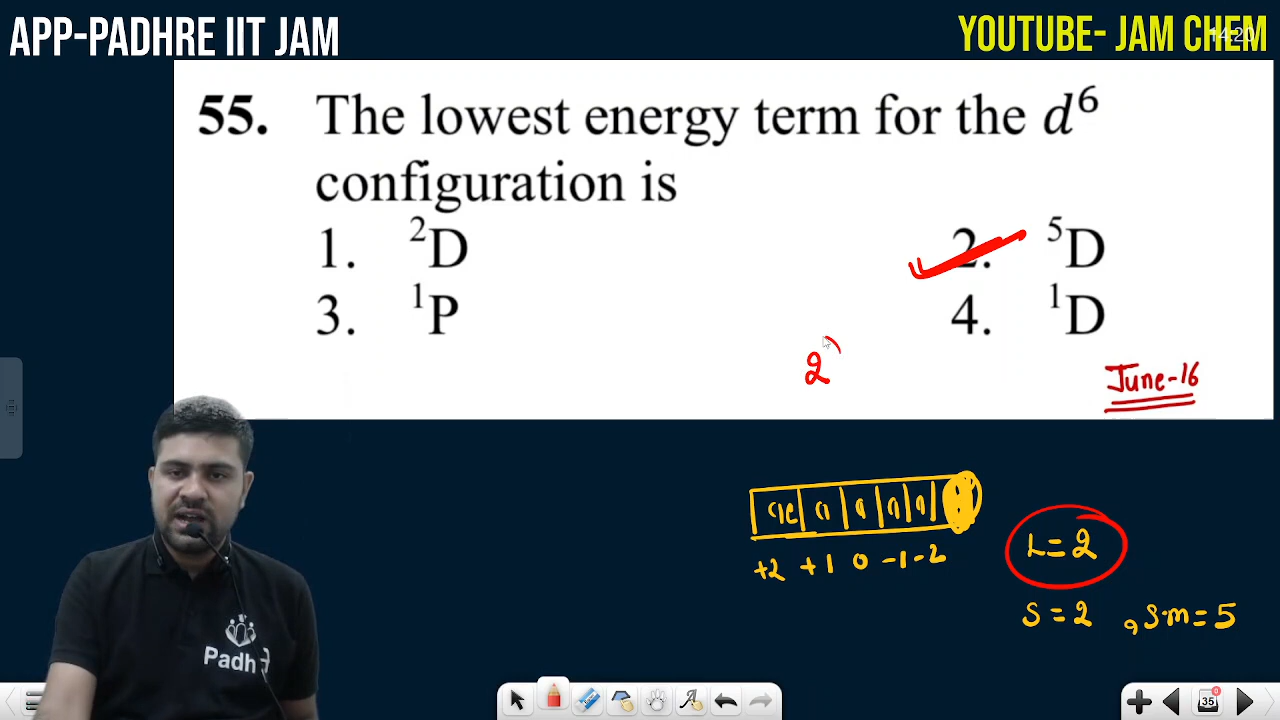 APP-PADHRE IIT JAM
YOUTUBE- JAM CHEM
55. The lowest energy term for the d⁶
configuration is
1. ²D
2. ⁵D
3. ¹P
4. ¹D
2
June-16
+2 +1 0 -1 -2
L=2
S=2 , S.m=5
Padh
35